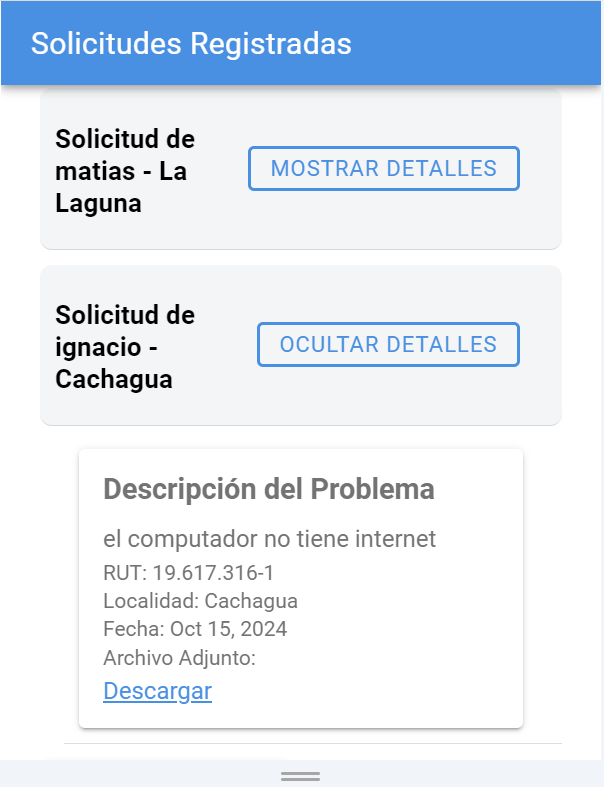 Solicitudes Registradas
Solicitud de
matias - La
Laguna
MOSTRAR DETALLES
Solicitud de
ignacio -
Cachagua
OCULTAR DETALLES
Descripción del Problema
el computador no tiene internet
RUT: 19.617.316-1
Localidad: Cachagua
Fecha: Oct 15, 2024
Archivo Adjunto:
Descargar